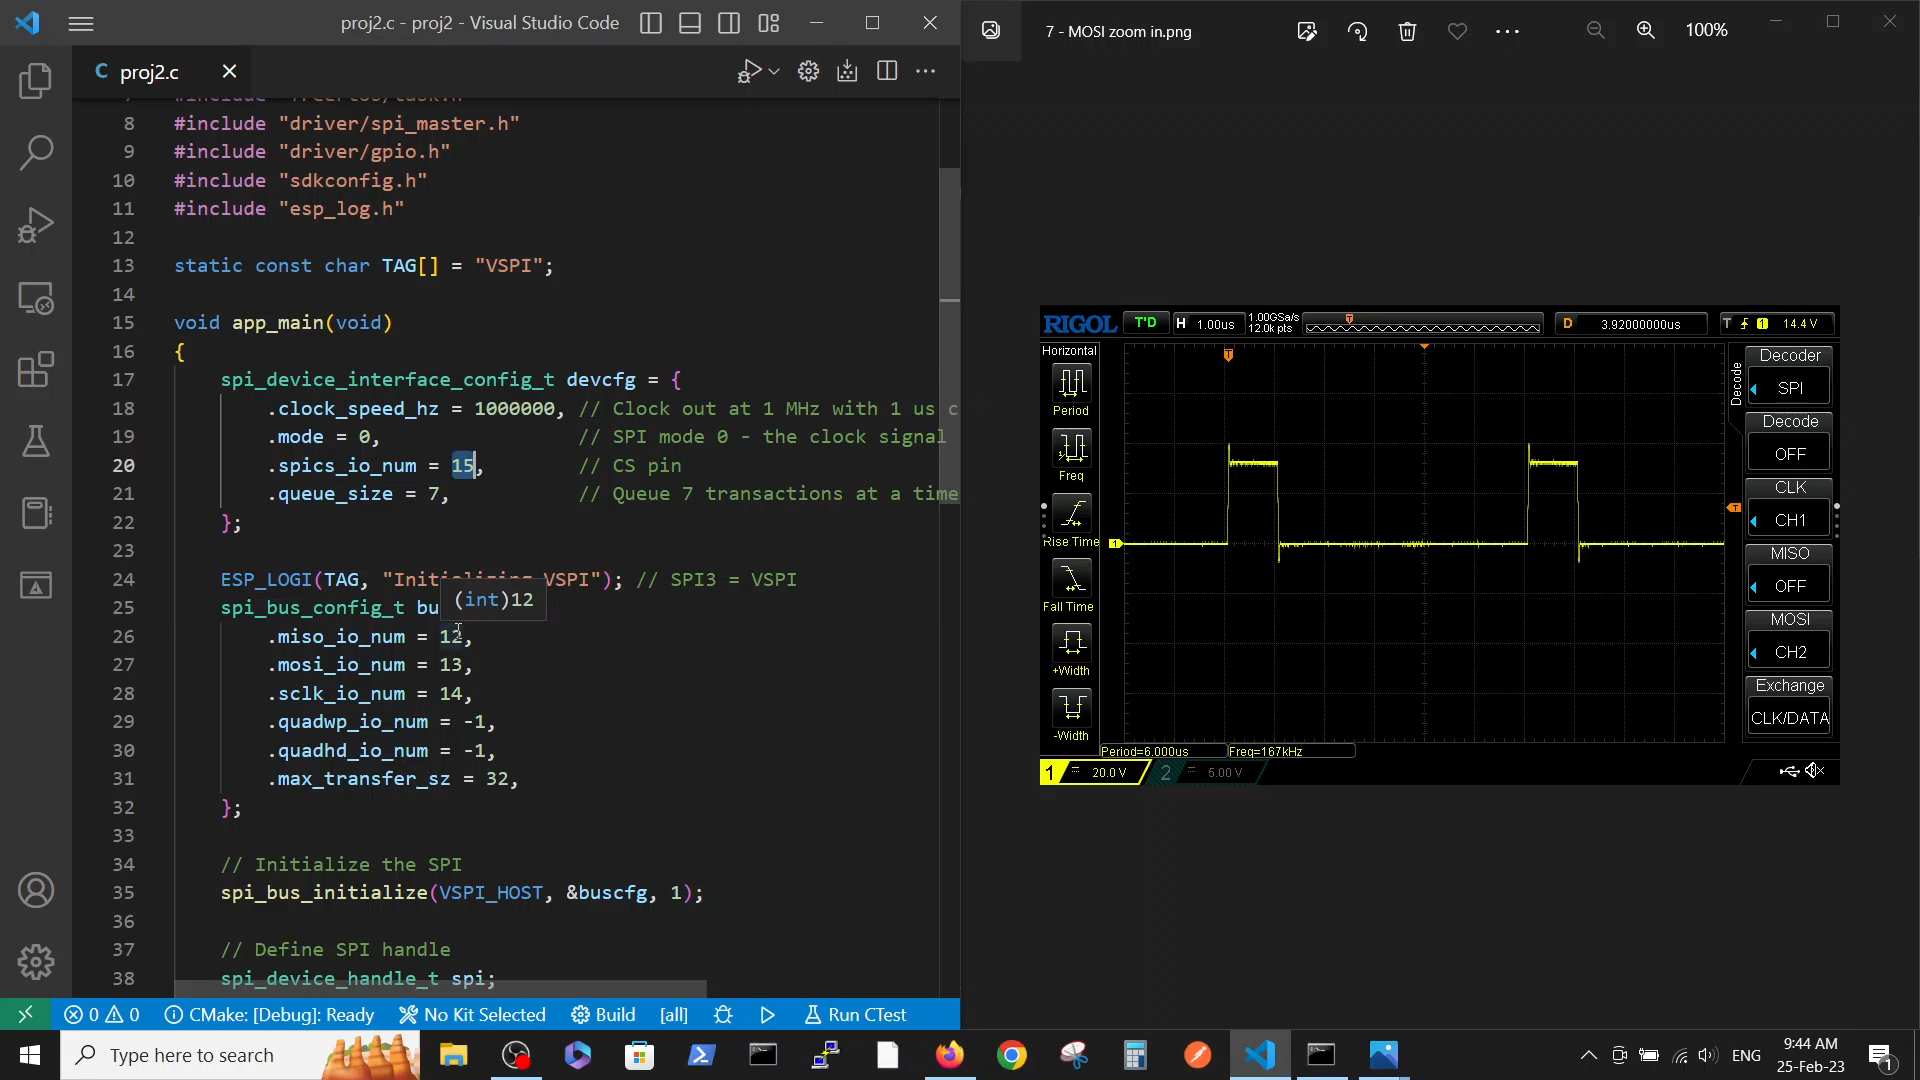 proj2.c - proj2 - Visual Studio Code
C proj2.c
8 #include "driver/spi_master.h"
9 #include "driver/gpio.h"
10 #include "sdkconfig.h"
11 #include "esp_log.h"
12
13 static const char TAG[] = "VSPI";
14
15 void app_main(void)
16 {
17 spi_device_interface_config_t devcfg = {
18 .clock_speed_hz = 1000000, // Clock out at 1 MHz with 1 us c
19 .mode = 0, // SPI mode 0 - the clock signal
20 .spics_io_num = 15, // CS pin
21 .queue_size = 7, // Queue 7 transactions at a time
22 };
23
24 ESP_LOGI(TAG, "Initializing VSPI"); // SPI3 = VSPI
25 spi_bus_config_t bu
(int)12
26 .miso_io_num = 12,
27 .mosi_io_num = 13,
28 .sclk_io_num = 14,
29 .quadwp_io_num = -1,
30 .quadhd_io_num = -1,
31 .max_transfer_sz = 32,
32 };
33
34 // Initialize the SPI
35 spi_bus_initialize(VSPI_HOST, &buscfg, 1);
36
37 // Define SPI handle
38 spi_device_handle_t spi;
0 0 CMake: [Debug]: Ready No Kit Selected Build [all] Run CTest
7 - MOSI zoom in.png 100%
RIGOL T'D H 1.00us 1.00GSa/s 12.0k pts D 3.92000000us T 1 14.4 V
Horizontal
Period
Freq
Rise Time
Fall Time
+Width
-Width
T
T
1
Period=6.000us Freq=167kHz
1 = 20.0 V 2 = 5.00 V
Decode
Decoder
SPI
Decode
OFF
CLK
CH1
MISO
OFF
MOSI
CH2
Exchange
CLK/DATA
Type here to search
ENG
9:44 AM
25-Feb-23
1